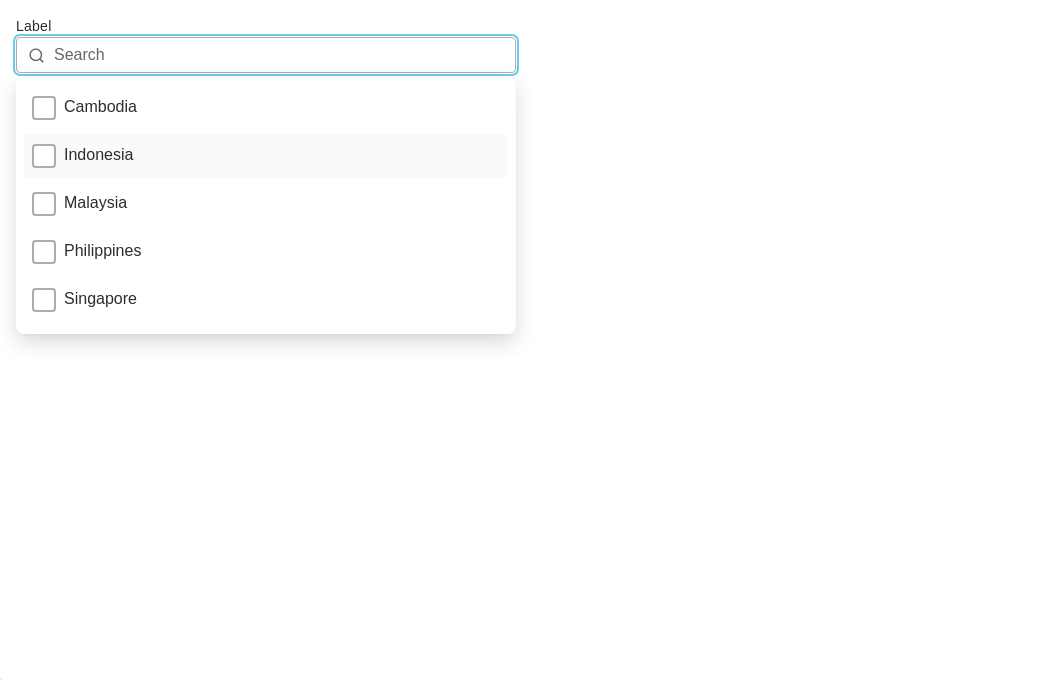 Label
Search
Cambodia
Indonesia
Malaysia
Philippines
Singapore